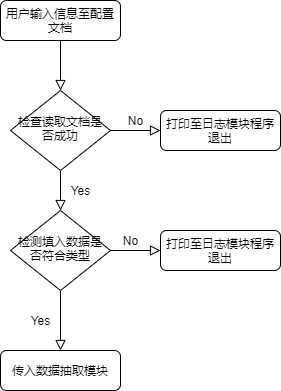 用户输入信息至配置
文档
检查读取文档是
否成功
No
打印至日志模块程序
退出
Yes
检测填入数据是
否符合类型
No
打印至日志模块程序
退出
Yes
传入数据抽取模块